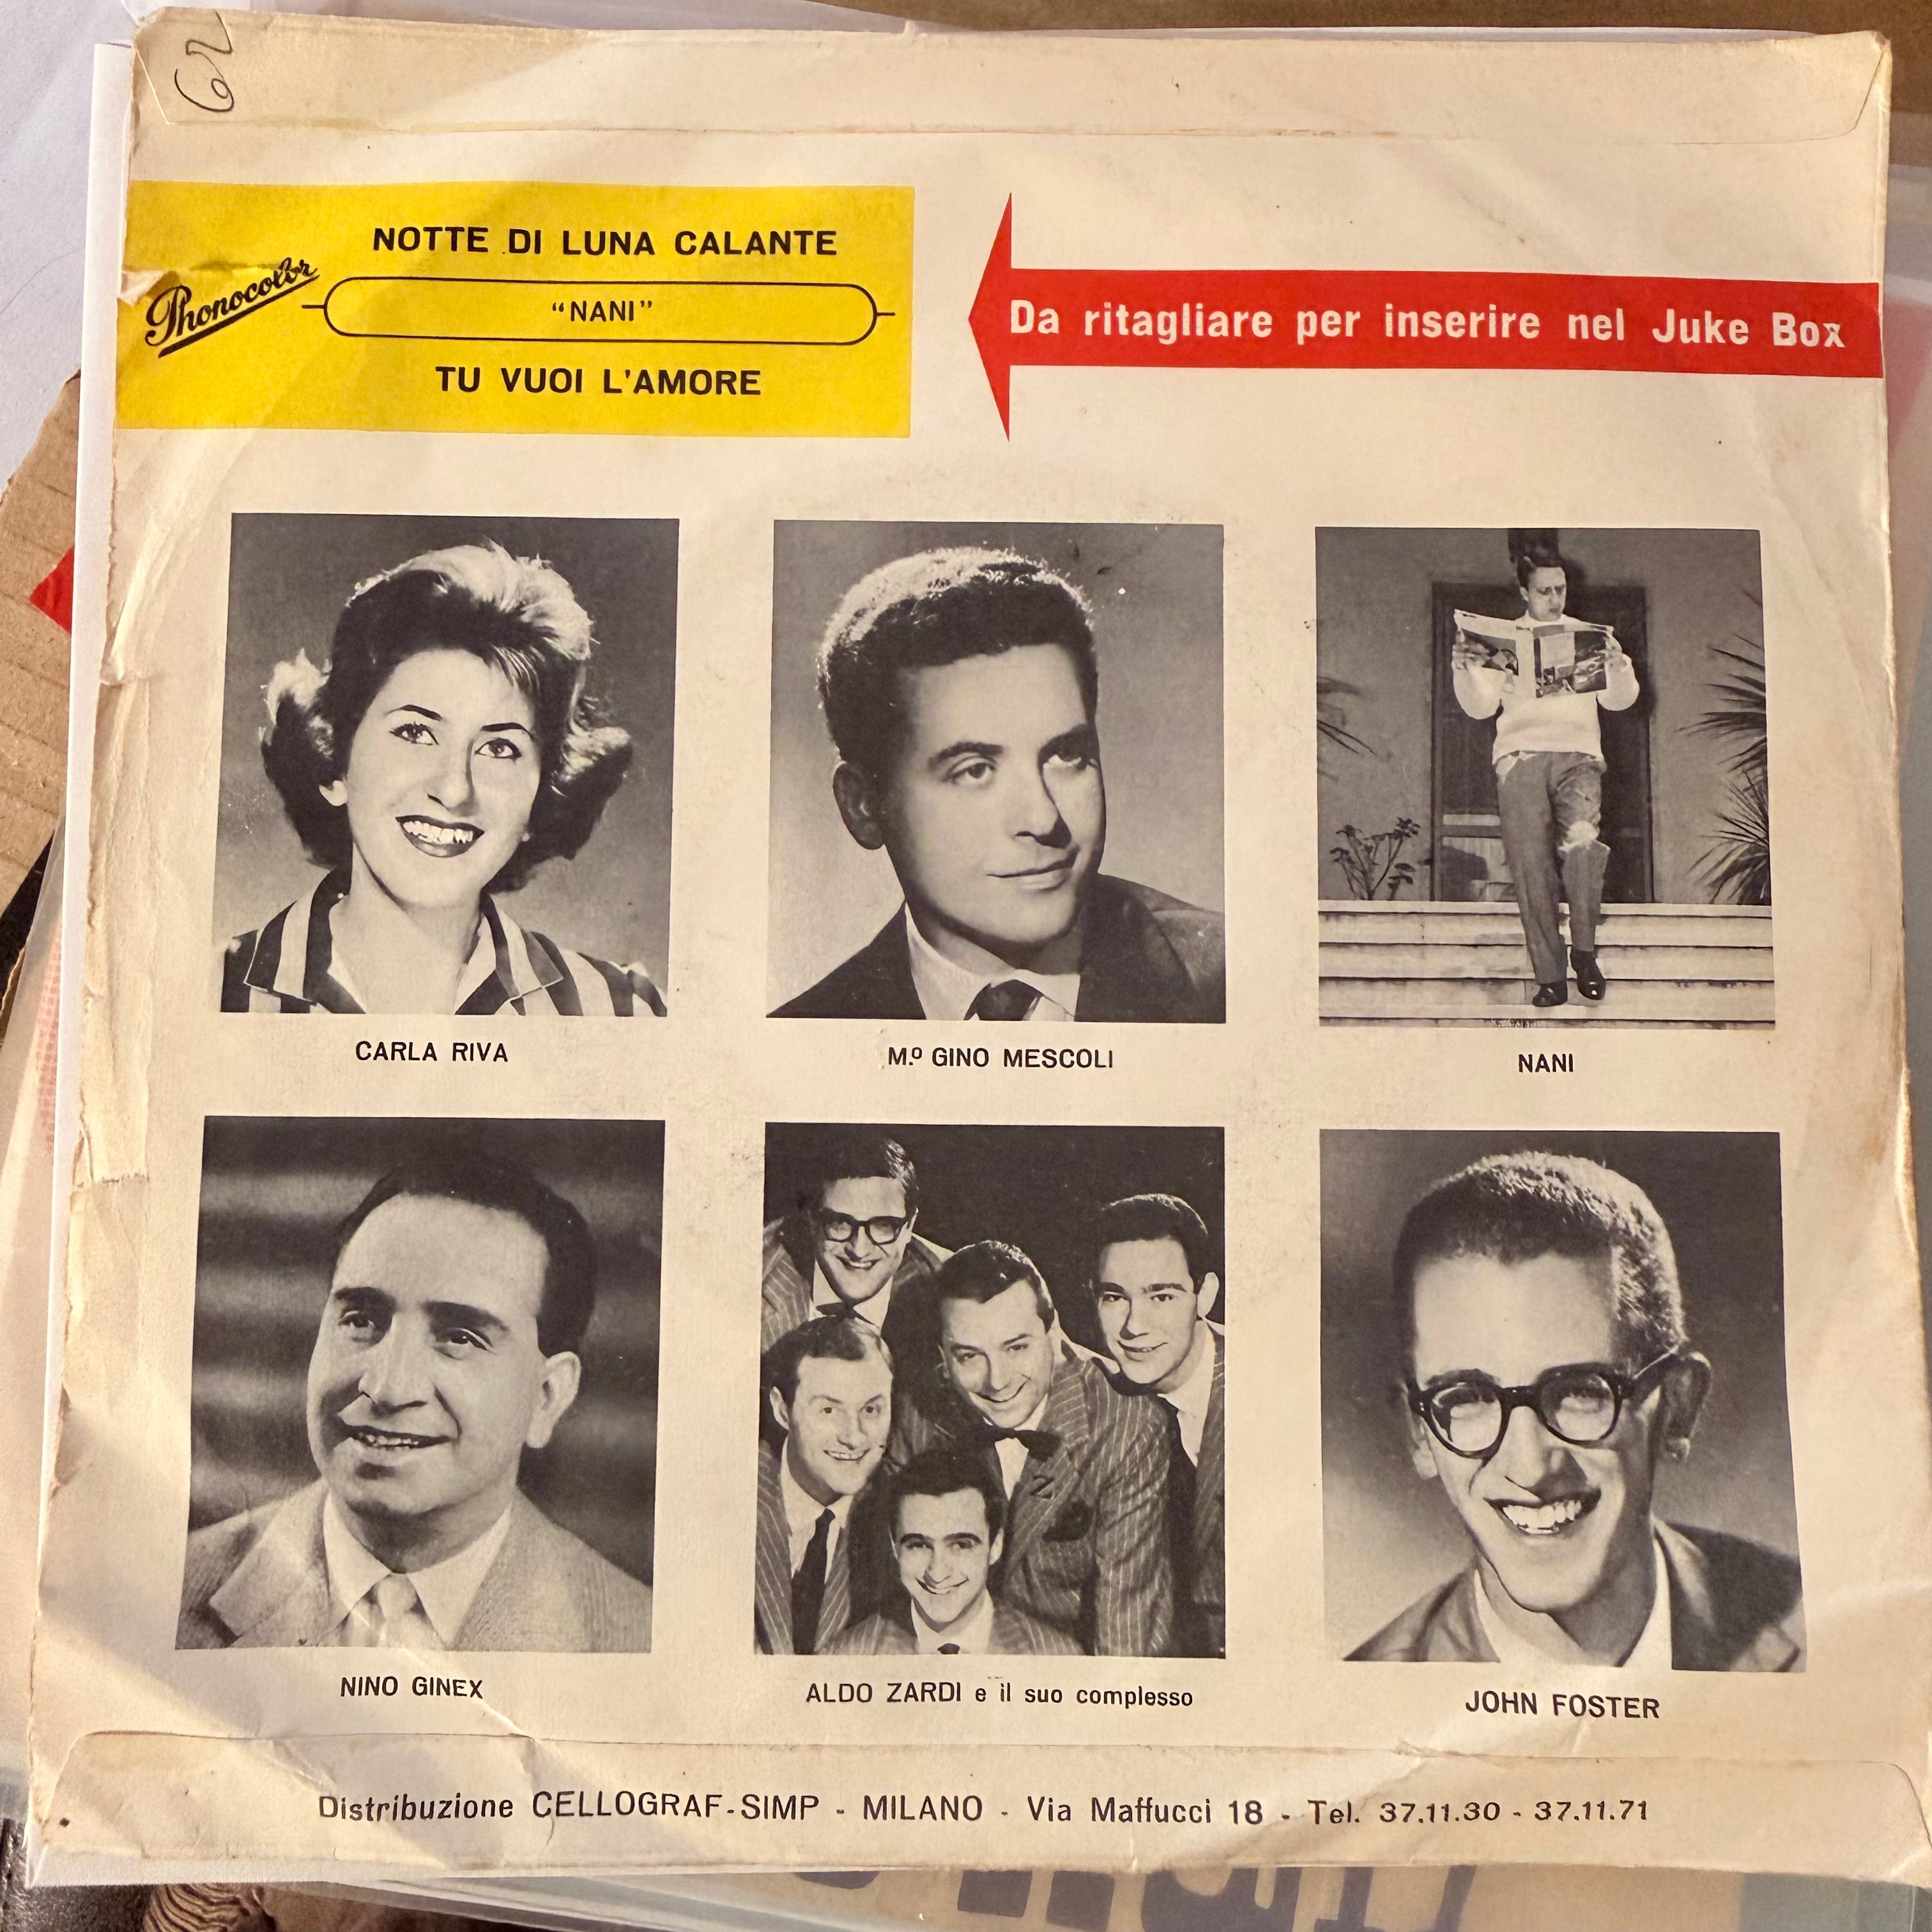 62
NOTTE DI LUNA CALANTE
Phonocolor
"NANI"
TU VUOI L'AMORE
Da ritagliare per inserire nel Juke Box
CARLA RIVA
M.º GINO MESCOLI
NANI
NINO GINEX
ALDO ZARDI e il suo complesso
JOHN FOSTER
Distribuzione CELLOGRAF-SIMP - MILANO - Via Maffucci 18 - Tel. 37.11.30 - 37.11.71